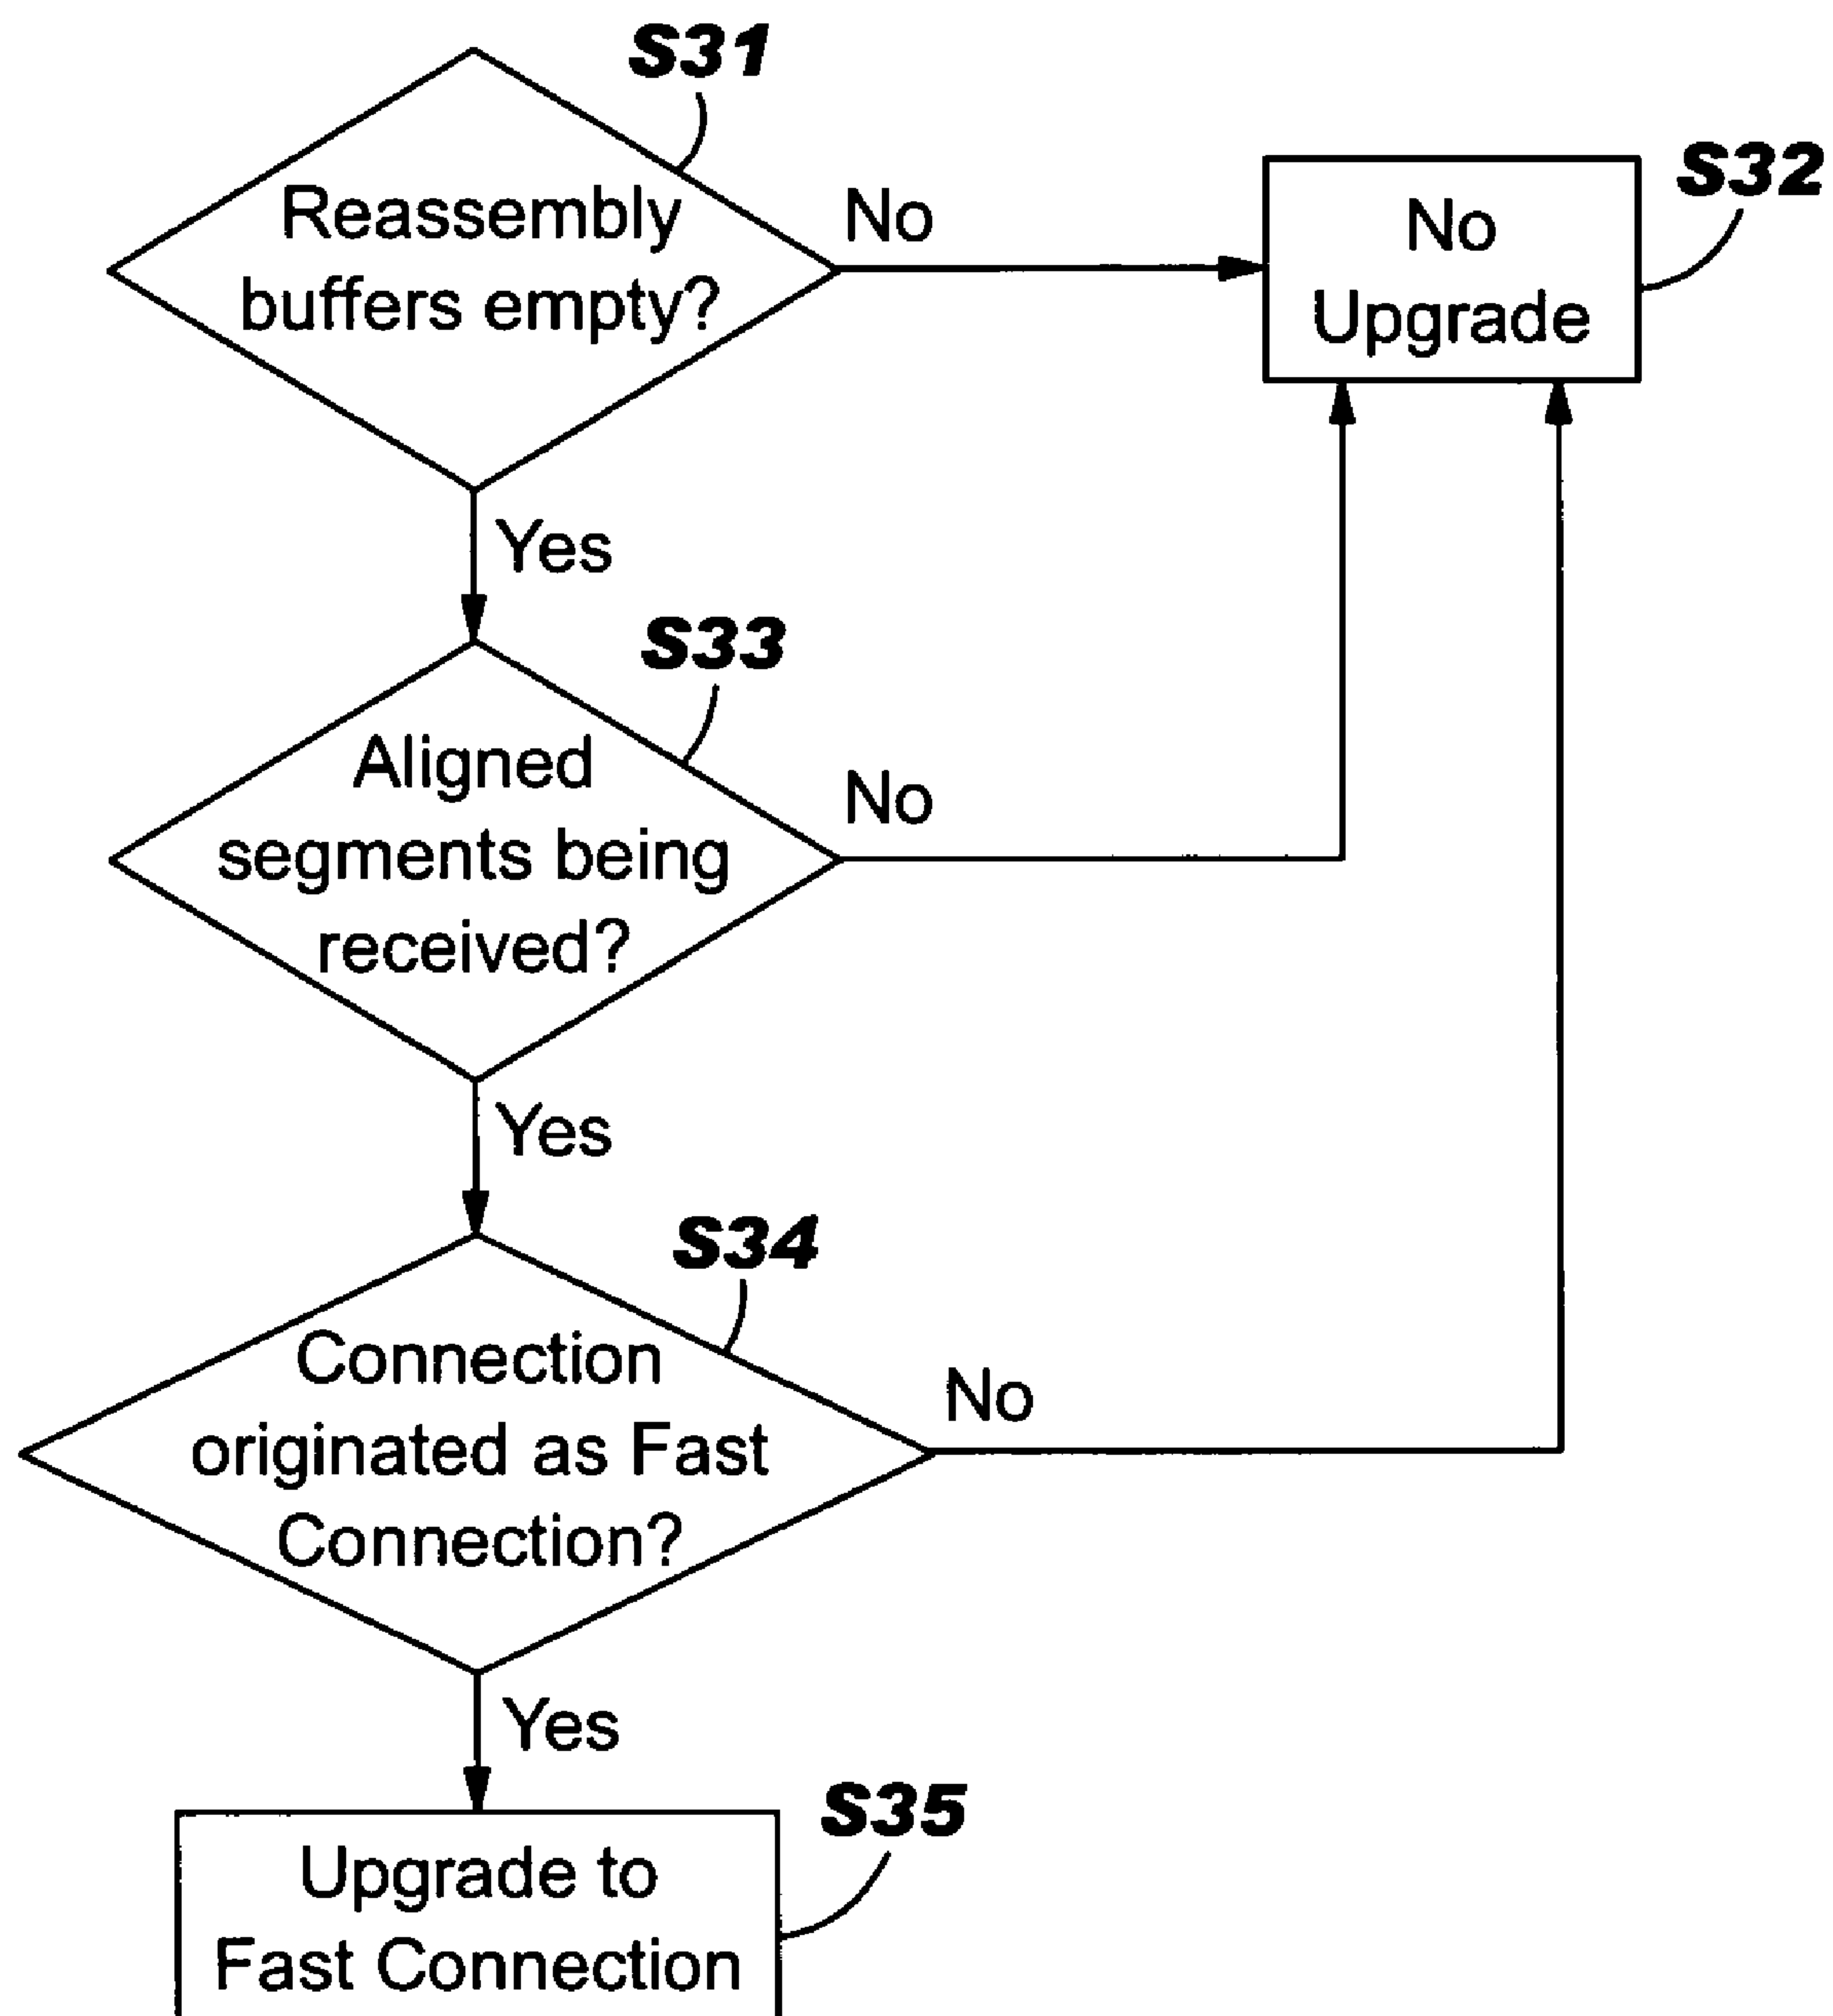 S31
Reassembly
buffers empty?
No
S32
No
Upgrade
Yes
S33
Aligned
segments being
received?
No
Yes
S34
Connection
originated as Fast
Connection?
No
Yes
S35
Upgrade to
Fast Connection